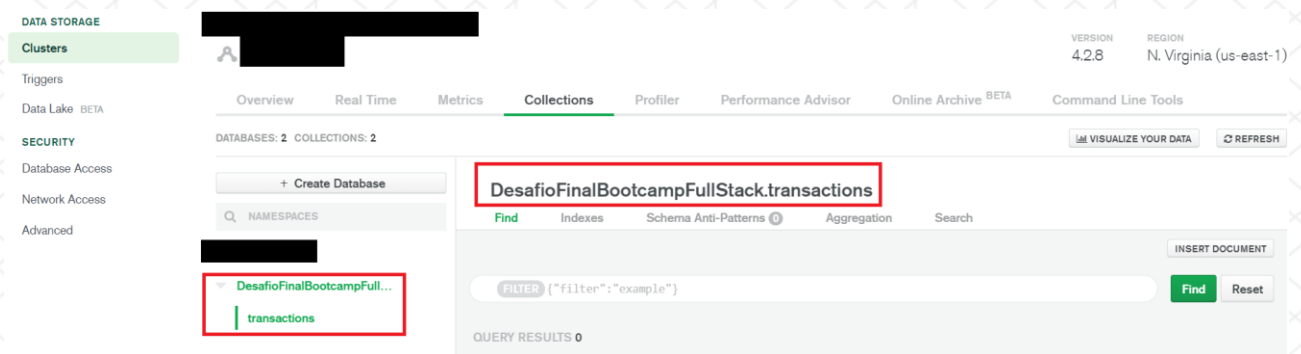 DATA STORAGE
Clusters
Triggers
Data Lake BETA
SECURITY
Database Access
Network Access
Advanced
VERSION
4.2.8
REGION
N. Virginia (us-east-1)
Overview Real Time Metrics Collections Profiler Performance Advisor Online Archive BETA Command Line Tools
DATABASES: 2 COLLECTIONS: 2
VISUALIZE YOUR DATA
REFRESH
+ Create Database
NAMESPACES
DesafioFinalBootcampFull...
transactions
DesafioFinalBootcampFullStack.transactions
Find Indexes Schema Anti-Patterns 0 Aggregation Search
INSERT DOCUMENT
FILTER {"filter":"example"}
Find Reset
QUERY RESULTS 0